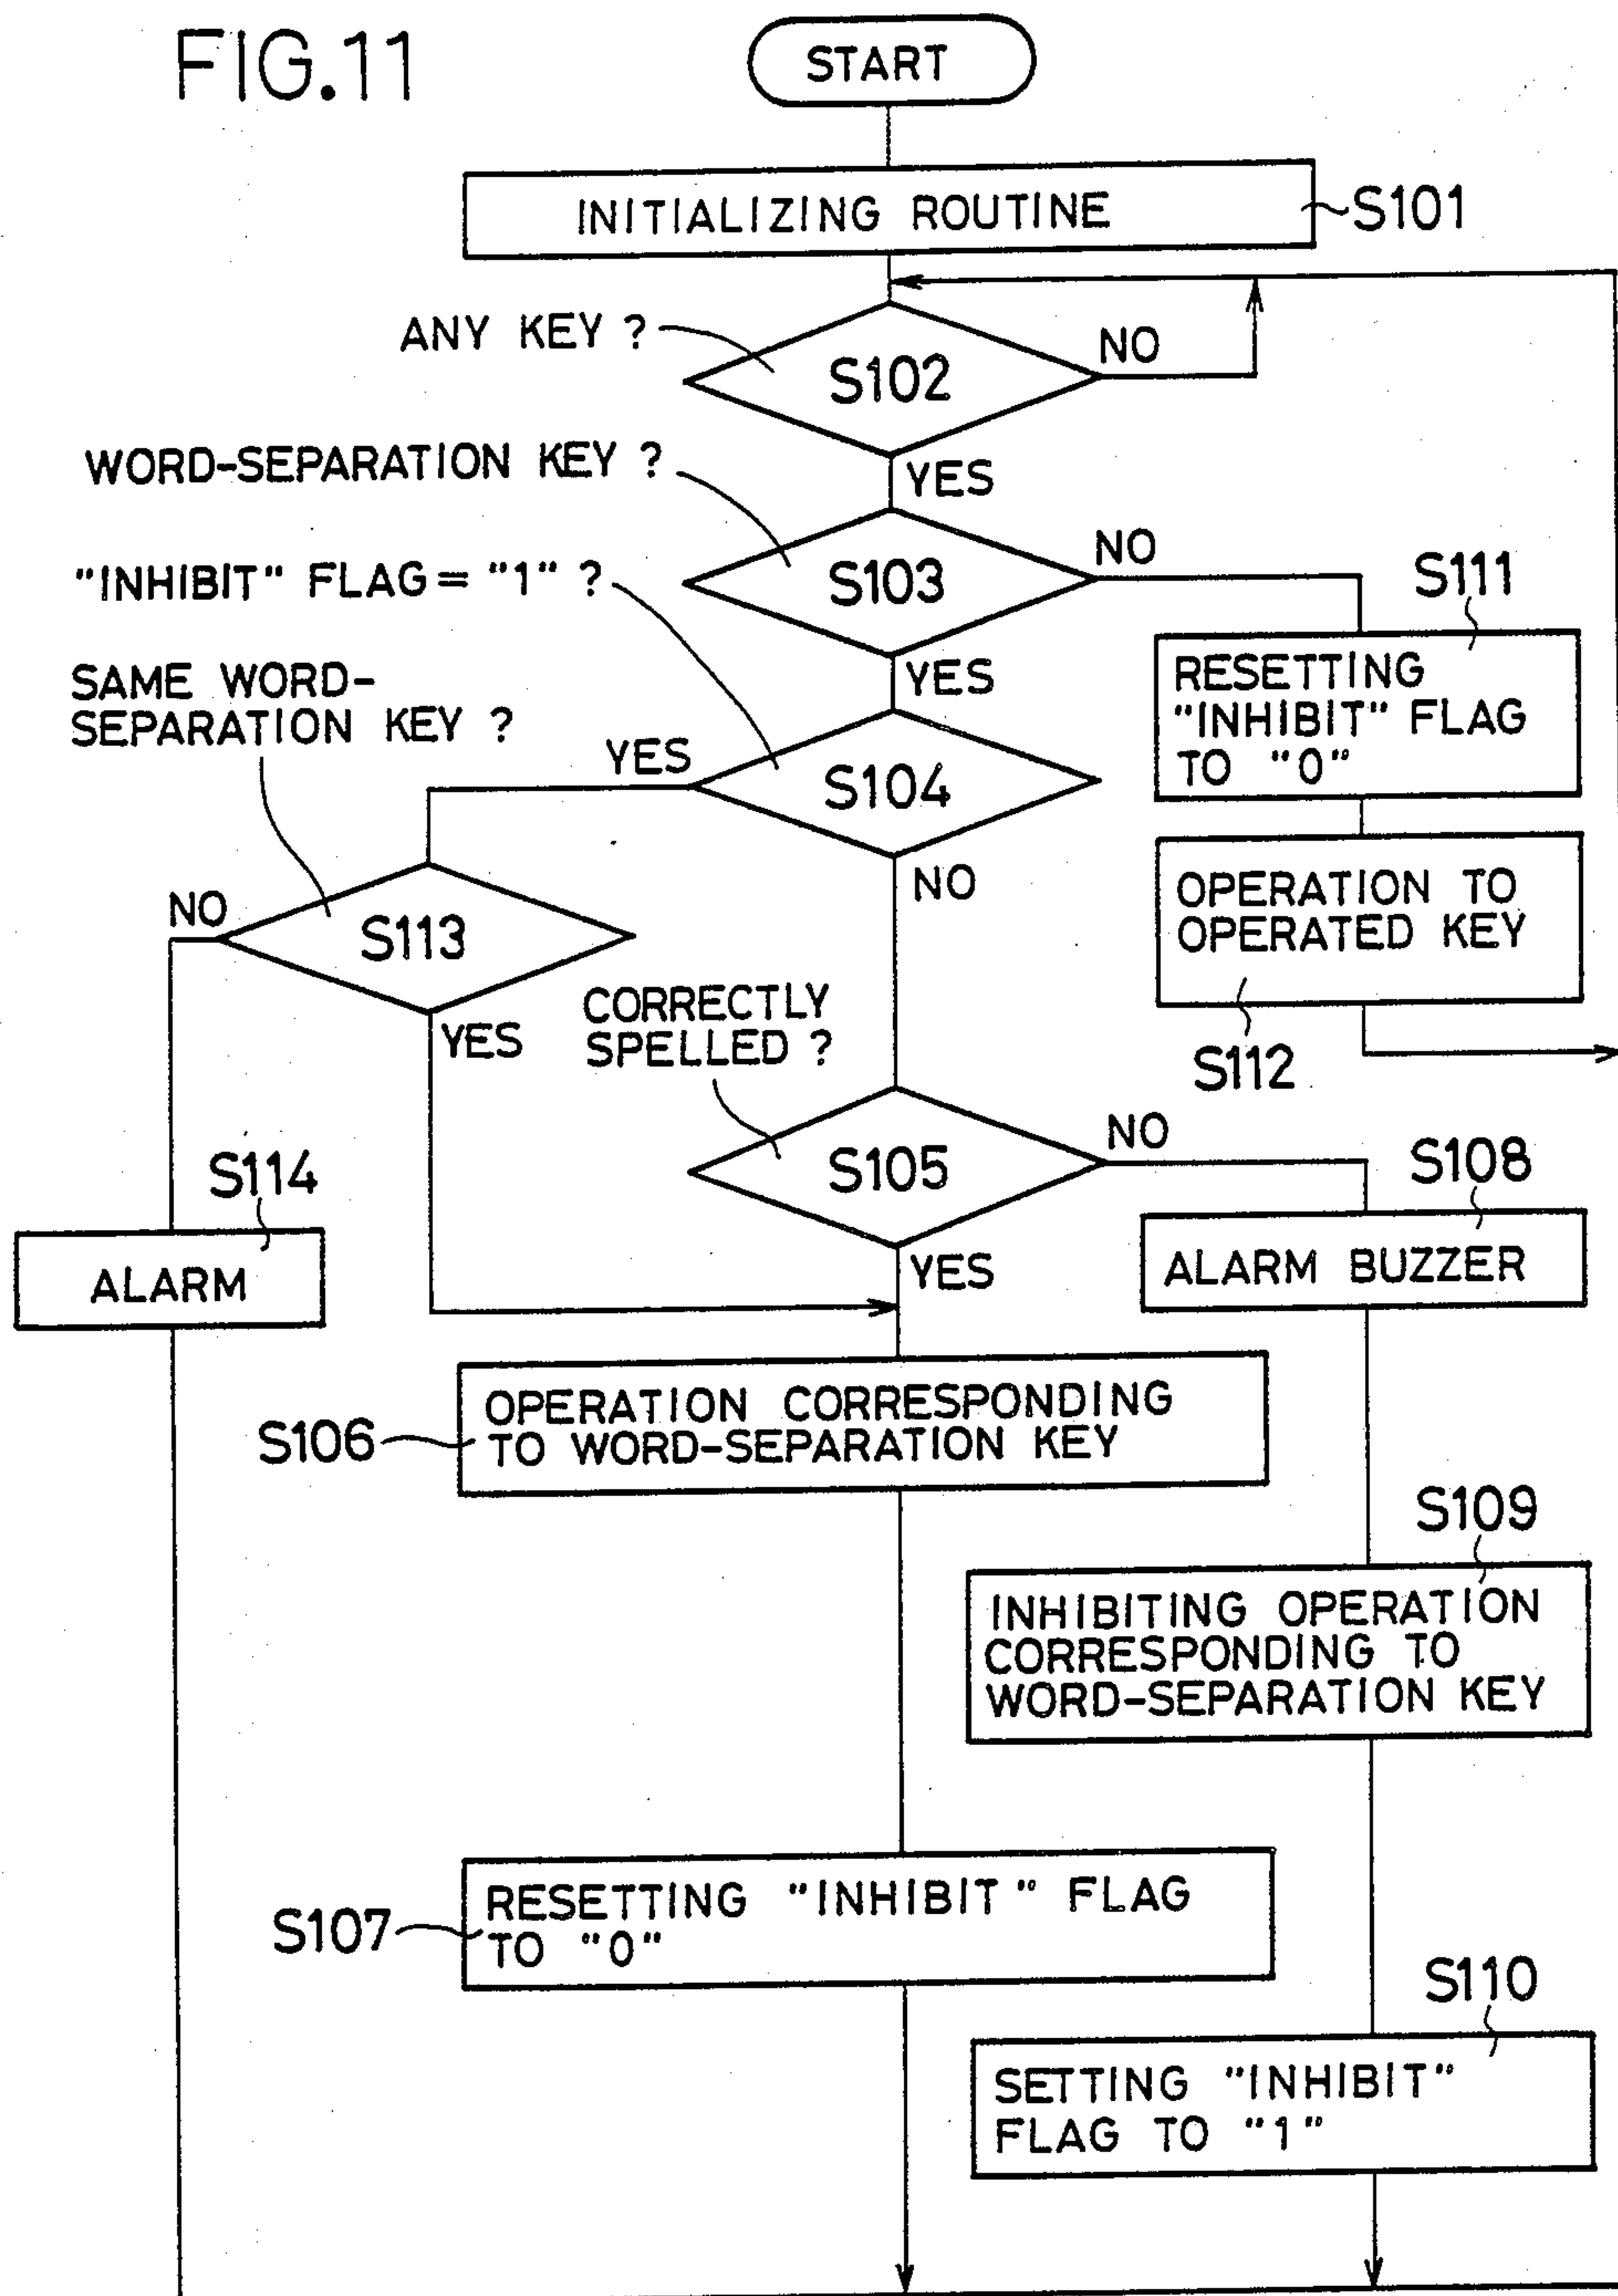 FIG.11
START
INITIALIZING ROUTINE
S101
ANY KEY ?
S102
NO
YES
WORD-SEPARATION KEY ?
S103
NO
YES
"INHIBIT" FLAG = "1" ?
S104
YES
NO
S111
RESETTING
"INHIBIT" FLAG
TO "0"
SAME WORD-
SEPARATION KEY ?
S113
NO
YES
OPERATION TO
OPERATED KEY
S112
CORRECTLY
SPELLED ?
S105
NO
YES
S114
ALARM
S108
ALARM BUZZER
OPERATION CORRESPONDING
TO WORD-SEPARATION KEY
S106
S109
INHIBITING OPERATION
CORRESPONDING TO
WORD-SEPARATION KEY
RESETTING "INHIBIT" FLAG
TO "0"
S107
S110
SETTING "INHIBIT"
FLAG TO "1"